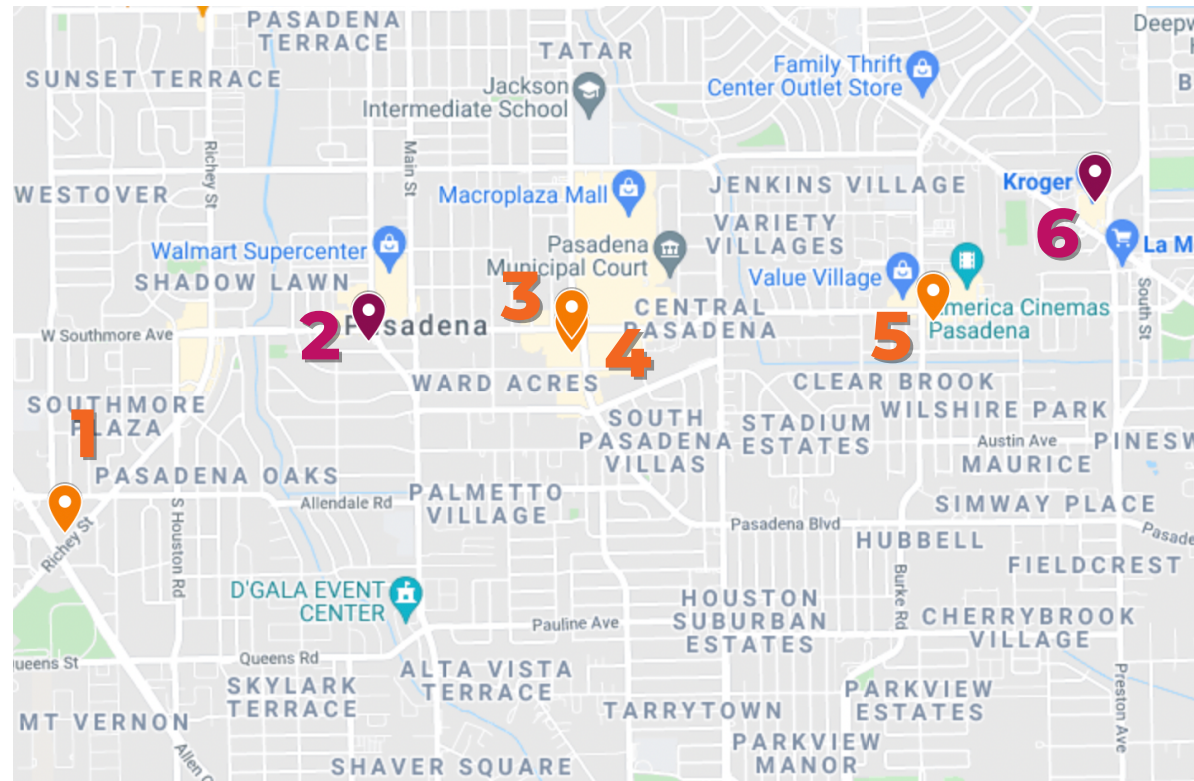 PASADENA
TERRACE
SUNSET TERRACE
TATAR
Jackson
Intermediate School
Family Thrift
Center Outlet Store
Richey St
Main St
WESTOVER
Macroplaza Mall
JENKINS VILLAGE
Kroger
6
VARIETY
VILLAGES
Walmart Supercenter
Pasadena
Municipal Court
La M
SHADOW LAWN
Value Village
3
CENTRAL
PASADENA
America Cinemas
Pasadena
South St
W Southmore Ave
2
Pasadena
4
5
WARD ACRES
CLEAR BROOK
SOUTHMORE
PLAZA
1
SOUTH
PASADENA
VILLAS
STADIUM
ESTATES
WILSHIRE PARK
Austin Ave
PINESW
MAURICE
PASADENA OAKS
Allendale Rd
PALMETTO
VILLAGE
SIMWAY PLACE
Richey St
S Houston Rd
Pasadena Blvd
Pasade
HUBBELL
FIELDCREST
D'GALA EVENT
CENTER
Burke Rd
HOUSTON
SUBURBAN
ESTATES
CHERRYBROOK
VILLAGE
Pauline Ave
ueens St
Queens Rd
ALTA VISTA
TERRACE
SKYLARK
TERRACE
Preston Ave
PARKVIEW
ESTATES
MT VERNON
TARRYTOWN
PARKVIEW
MANOR
SHAVER SQUARE